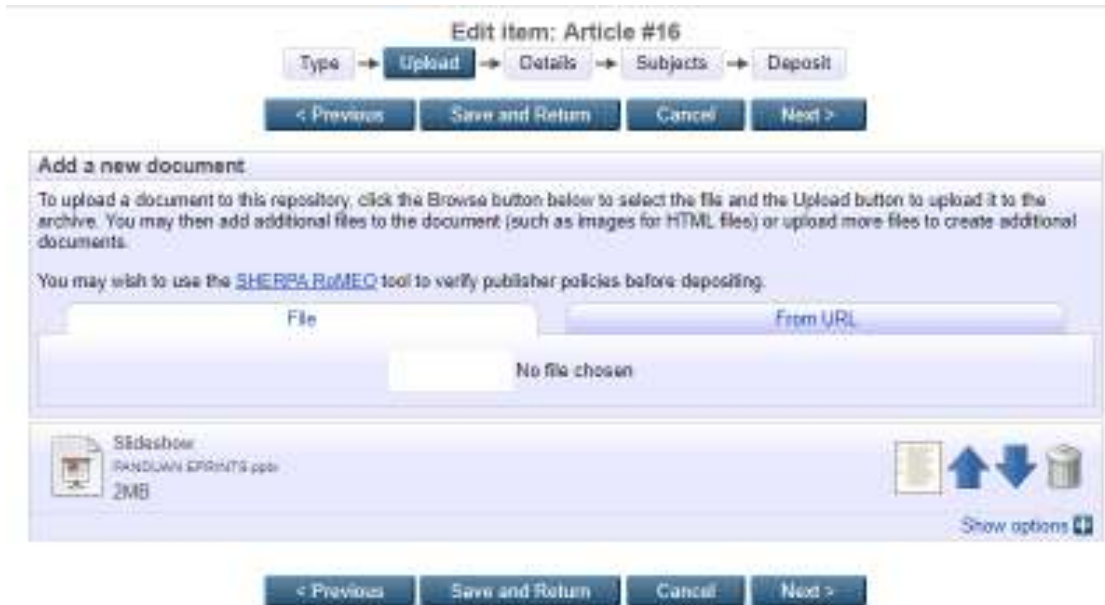 Edit item: Article #16
Type → Upload → Details → Subjects → Deposit
< Previous Save and Return Cancel Next >
Add a new document
To upload a document to this repository, click the Browse button below to select the file and the Upload button to upload it to the
archive. You may then add additional files to the document (such as images for HTML files) or upload more files to create additional
documents.
You may wish to use the SHERPA RoMEO tool to verify publisher policies before depositing.
File From URL
No file chosen
Slideshow
PANDUAN EPRINTS.pptx
2MB
Show options
< Previous Save and Return Cancel Next >